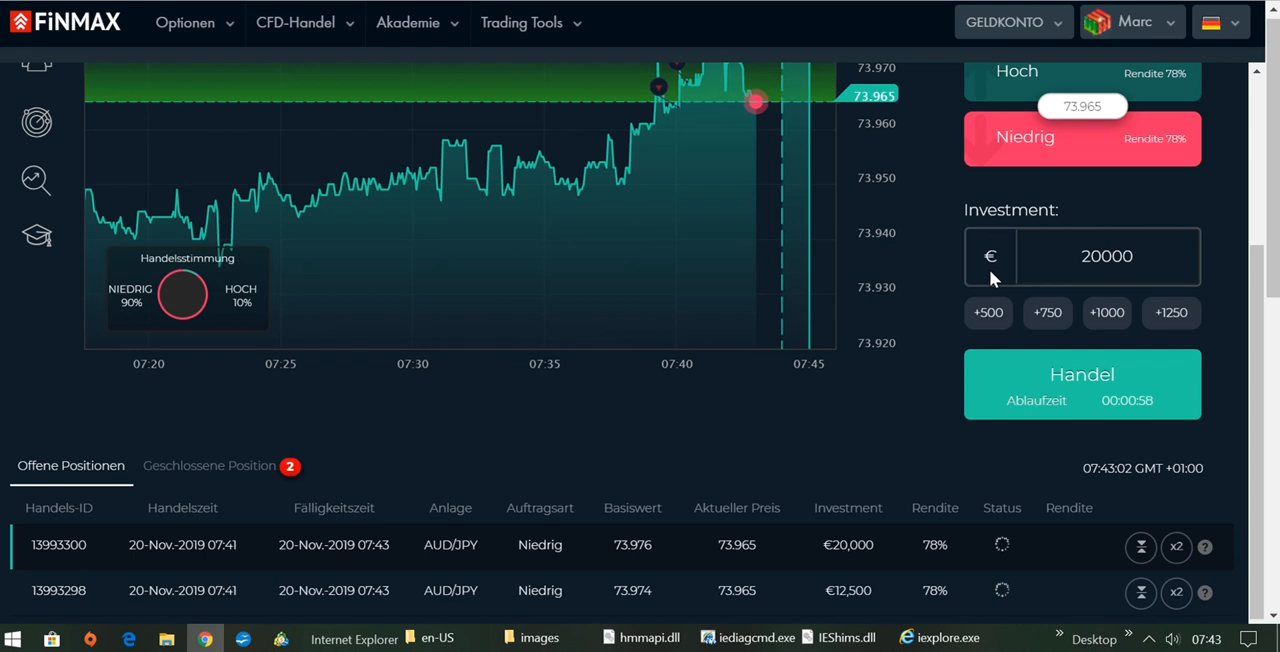 FiNMAX Optionen CFD-Handel Akademie Trading Tools GELDKONTO Marc
73.970
73.965
73.960
73.950
73.940
73.930
73.920
Handelsstimmung
NIEDRIG HOCH
90% 10%
07:20 07:25 07:30 07:35 07:40 07:45
Hoch Rendite 78%
73.965
Niedrig Rendite 78%
Investment:
€ 20000
+500 +750 +1000 +1250
Handel
Ablaufzeit 00:00:58
Offene Positionen Geschlossene Position 2 07:43:02 GMT +01:00
Handels-ID Handelszeit Fälligkeitszeit Anlage Auftragsart Basiswert Aktueller Preis Investment Rendite Status Rendite
13993300 20-Nov.-2019 07:41 20-Nov.-2019 07:43 AUD/JPY Niedrig 73.976 73.965 €20,000 78% x2 ?
13993298 20-Nov.-2019 07:41 20-Nov.-2019 07:43 AUD/JPY Niedrig 73.974 73.965 €12,500 78% x2 ?
Internet Explorer en-US images hmmapi.dll iediagcmd.exe IEShims.dll iexplore.exe » Desktop » 07:43